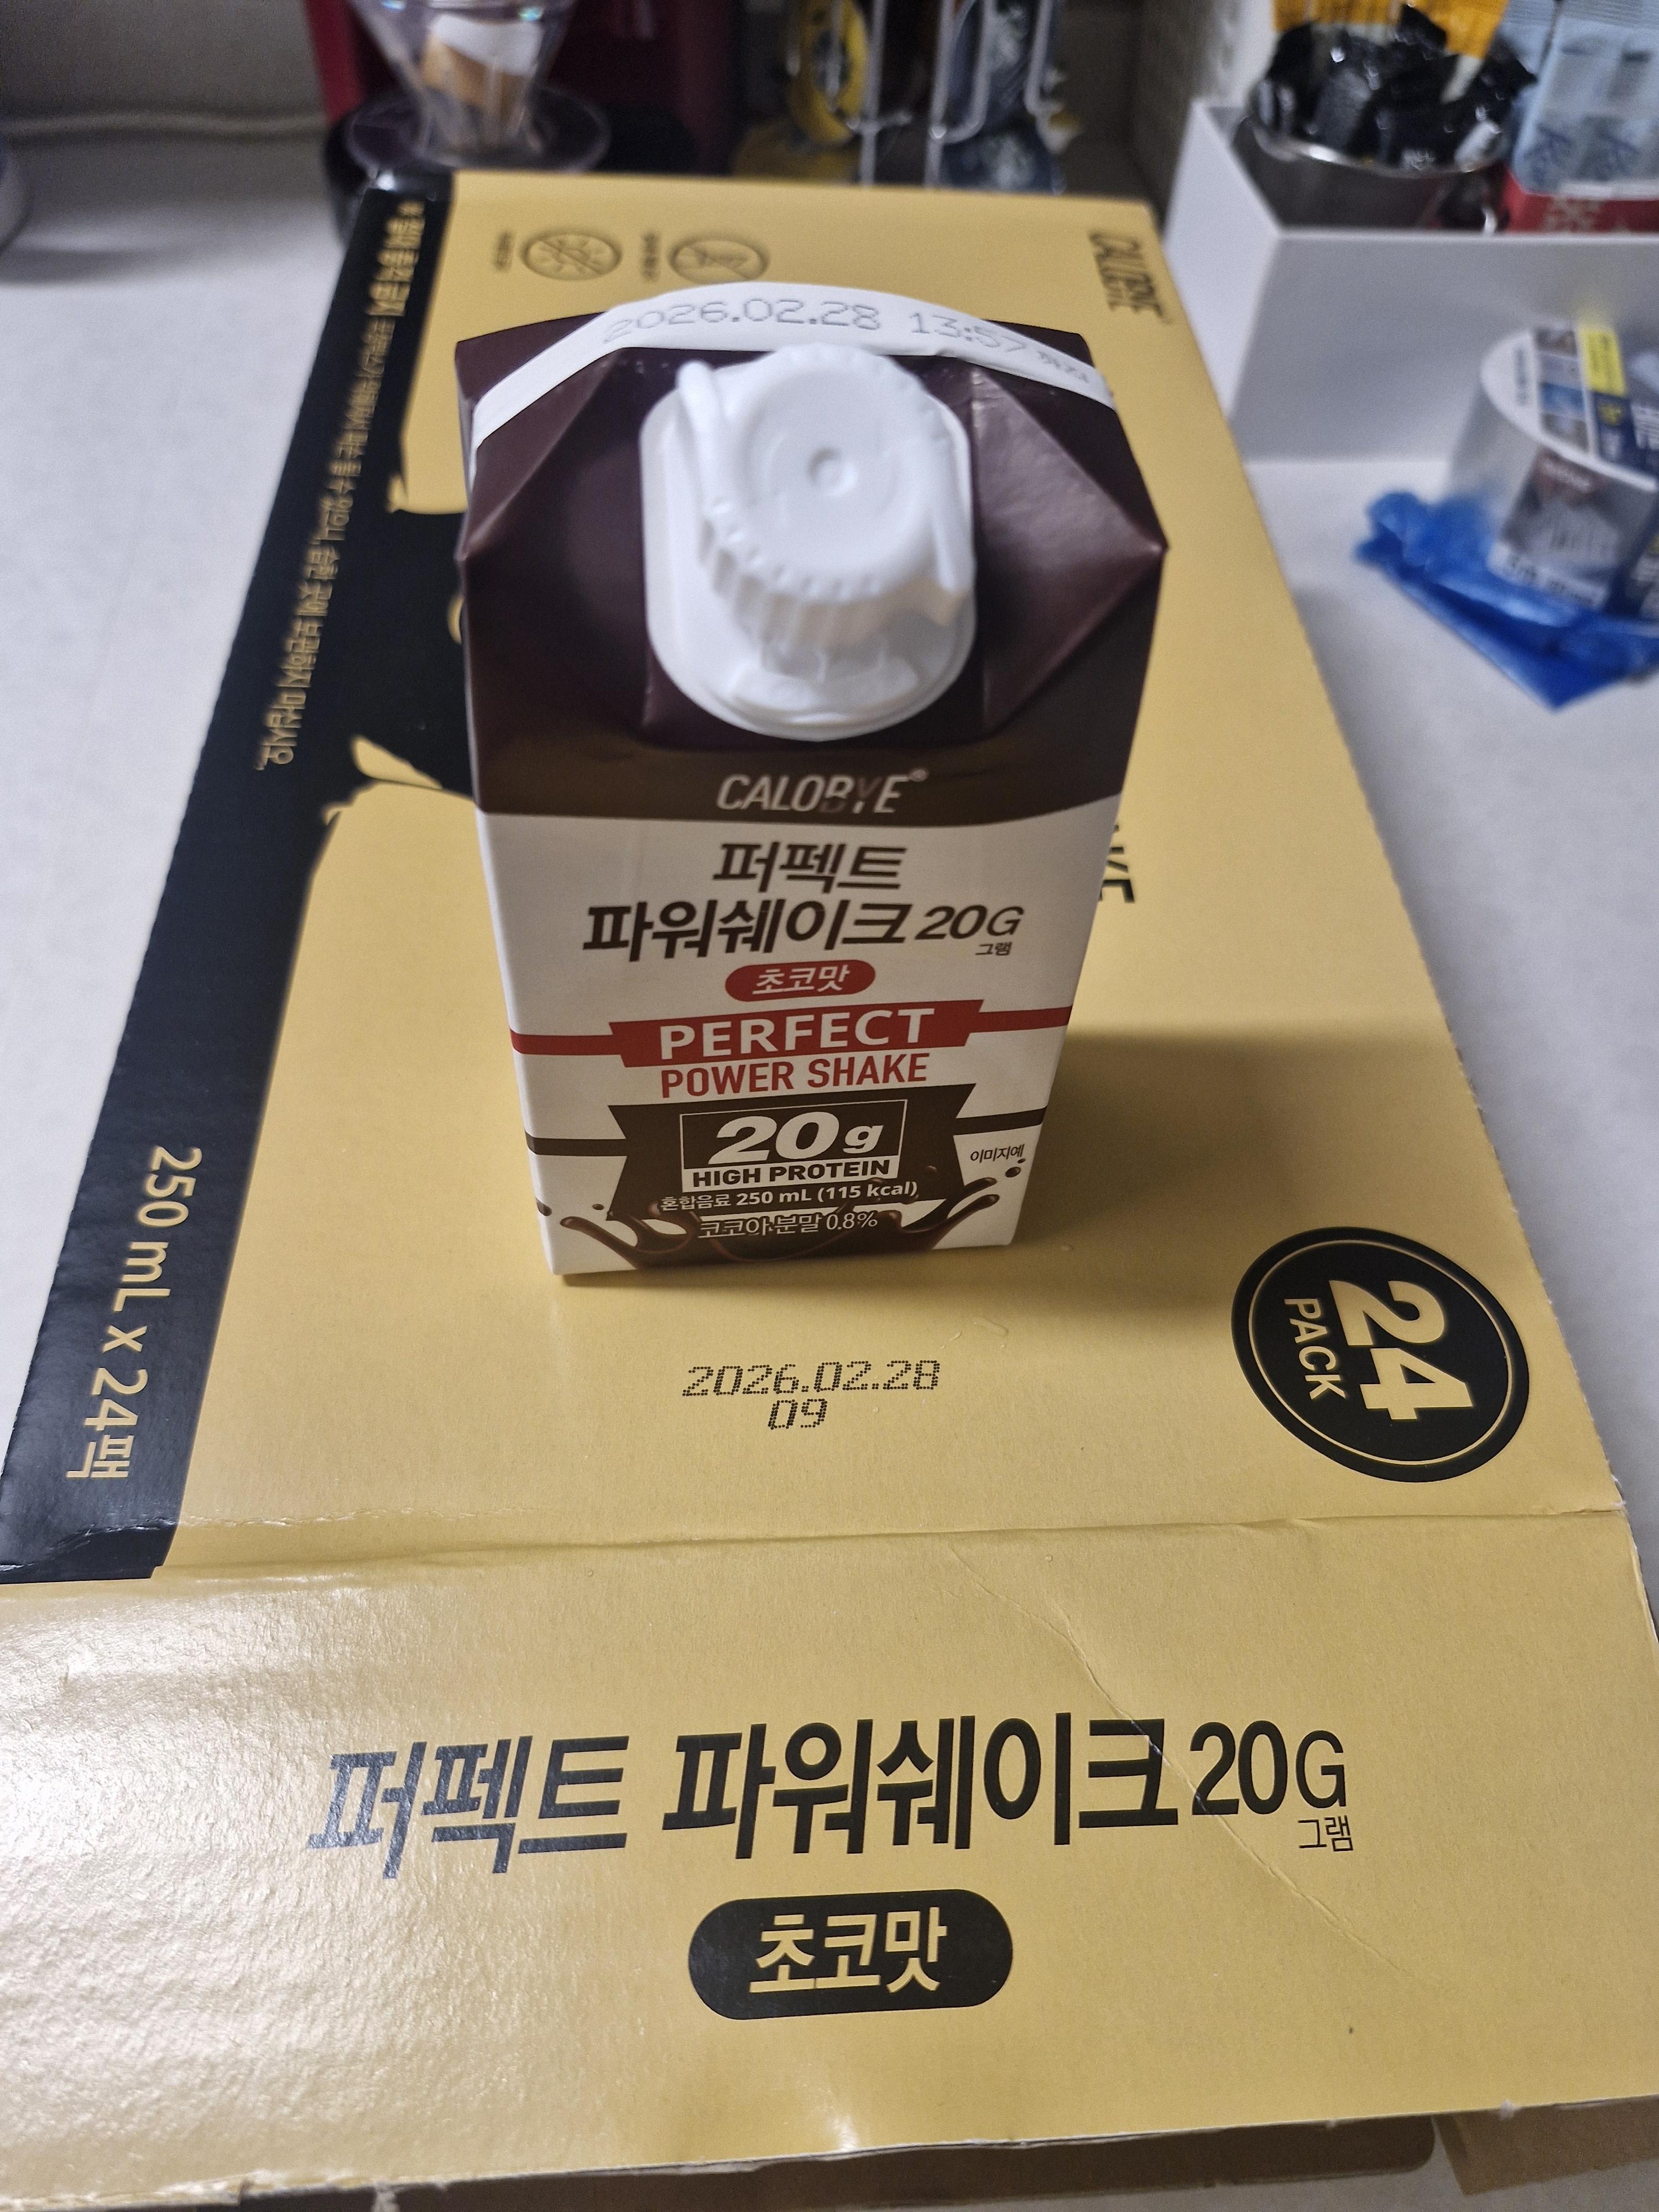 2026.02.28 13:57
CALOBYE®
퍼펙트
파워쉐이크 20G
그램
초코맛
PERFECT
POWER SHAKE
20g
HIGH PROTEIN
이미지예
혼합음료 250 mL (115 kcal)
코코아분말 0.8%
CALOBYE
250 mL x 24팩
24
PACK
2026.02.28
09
퍼펙트 파워쉐이크 20G
그램
초코맛